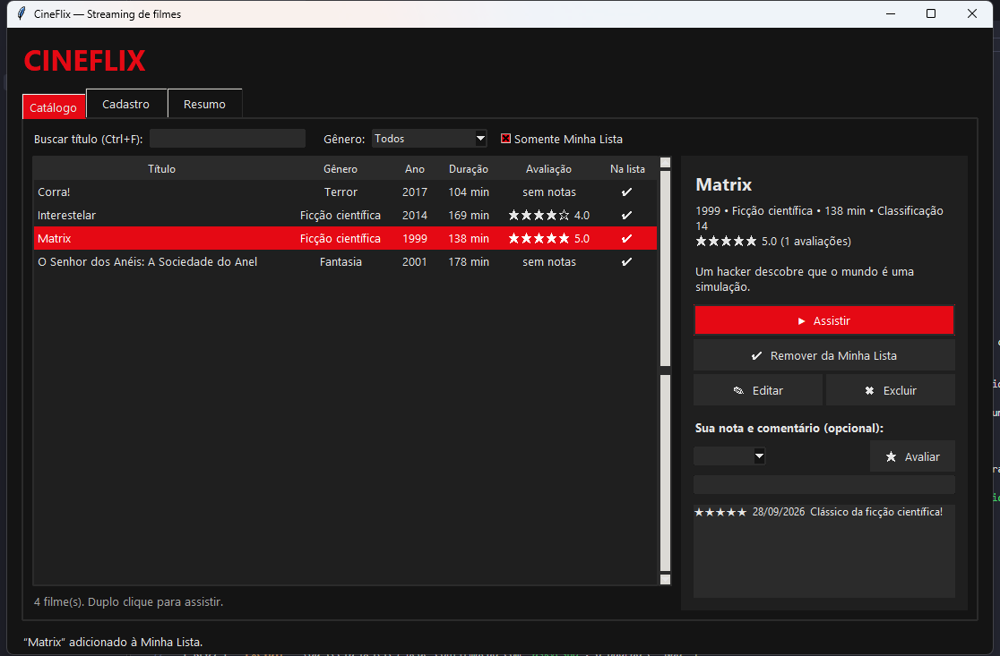 CineFlix — Streaming de filmes
CINEFLIX
Catálogo Cadastro Resumo
Buscar título (Ctrl+F): Gênero: Todos Somente Minha Lista
Título Gênero Ano Duração Avaliação Na lista
Corra! Terror 2017 104 min sem notas ✔
Interestelar Ficção científica 2014 169 min ★★★★☆ 4.0 ✔
Matrix Ficção científica 1999 138 min ★★★★★ 5.0 ✔
O Senhor dos Anéis: A Sociedade do Anel Fantasia 2001 178 min sem notas ✔
4 filme(s). Duplo clique para assistir.
Matrix
1999 • Ficção científica • 138 min • Classificação
14
★★★★★ 5.0 (1 avaliações)
Um hacker descobre que o mundo é uma
simulação.
► Assistir
✔ Remover da Minha Lista
✎ Editar ✖ Excluir
Sua nota e comentário (opcional):
★ Avaliar
★★★★★ 28/09/2026 Clássico da ficção científica!
“Matrix” adicionado à Minha Lista.